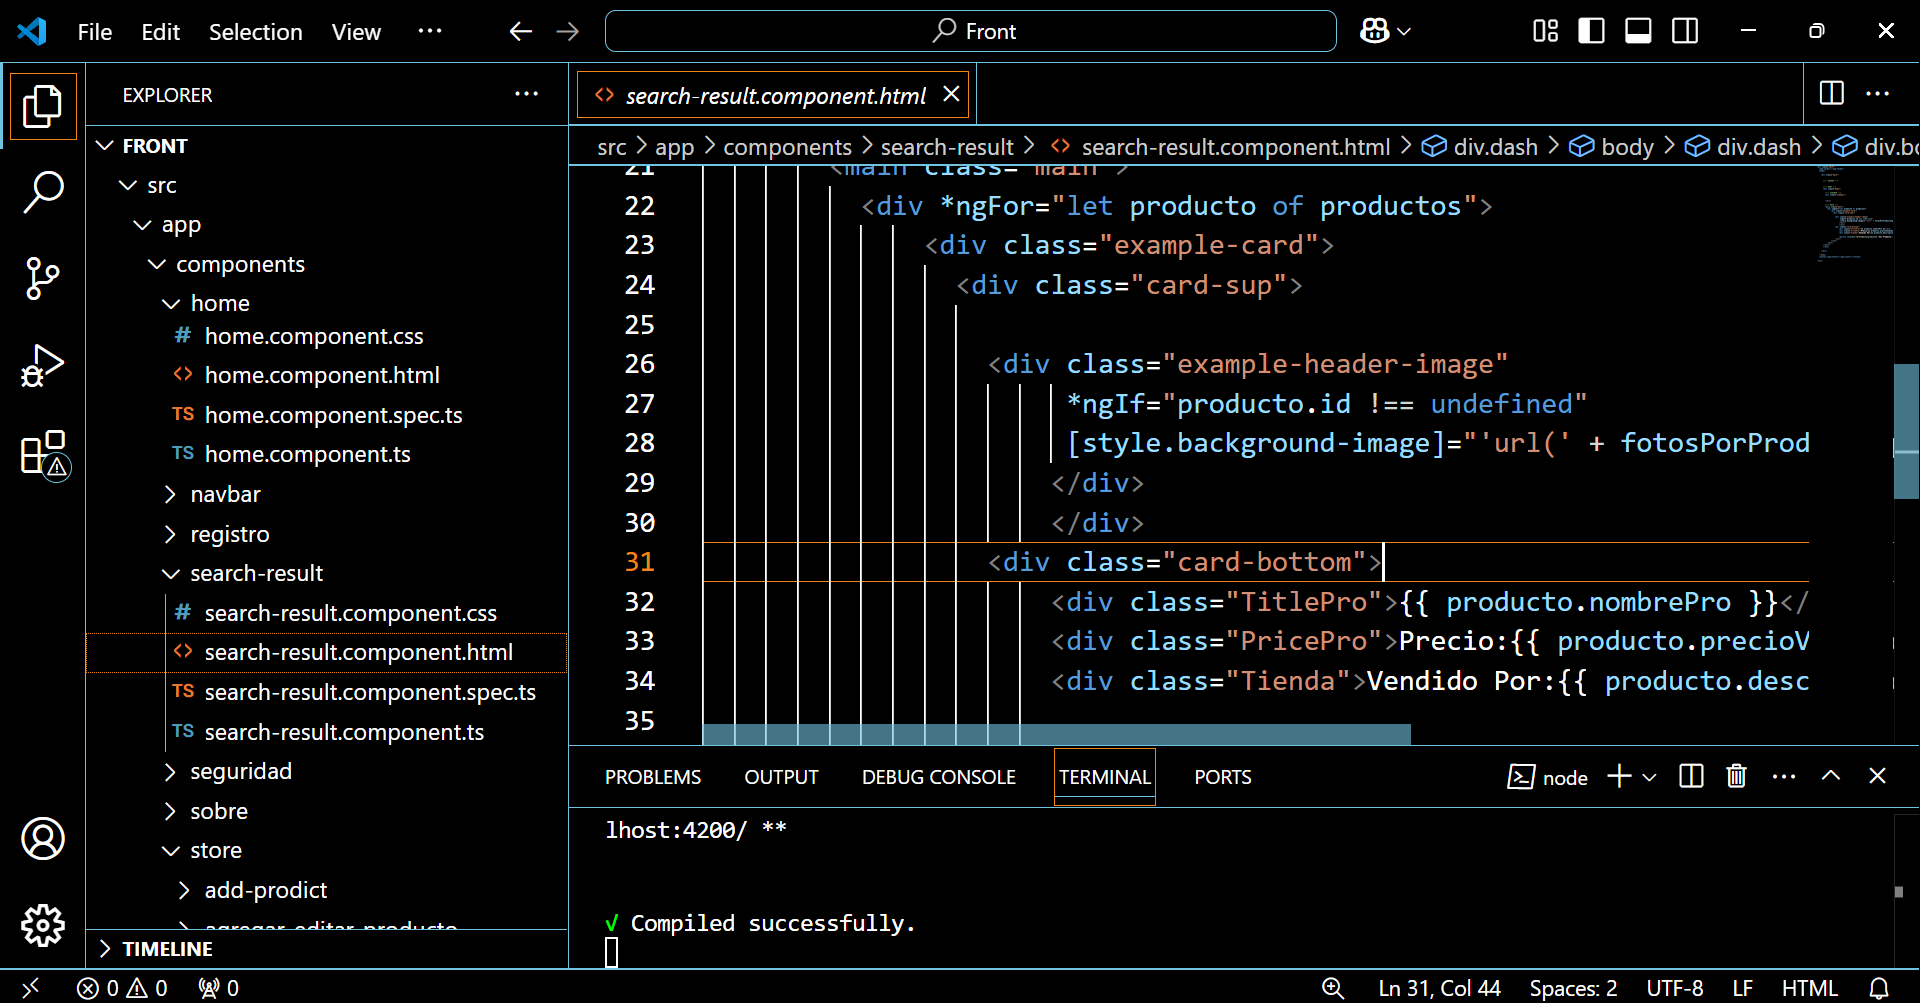 File Edit Selection View ···
Front
EXPLORER
FRONT
src
app
components
home
# home.component.css
<> home.component.html
TS home.component.spec.ts
TS home.component.ts
navbar
registro
search-result
# search-result.component.css
<> search-result.component.html
TS search-result.component.spec.ts
TS search-result.component.ts
seguridad
sobre
store
add-prodict
agregar-editar-producto
TIMELINE
<> search-result.component.html
src > app > components > search-result > <> search-result.component.html > div.dash > body > div.dash > div.bo
21 <main class="main">
22 <div *ngFor="let producto of productos">
23 <div class="example-card">
24 <div class="card-sup">
25
26 <div class="example-header-image"
27 *ngIf="producto.id !== undefined"
28 [style.background-image]="'url(' + fotosPorProd
29 </div>
30 </div>
31 <div class="card-bottom">
32 <div class="TitlePro">{{ producto.nombrePro }}</
33 <div class="PricePro">Precio:{{ producto.precioV
34 <div class="Tienda">Vendido Por:{{ producto.desc
35
PROBLEMS OUTPUT DEBUG CONSOLE TERMINAL PORTS
node
lhost:4200/ **
√ Compiled successfully.
0 0 0
Ln 31, Col 44 Spaces: 2 UTF-8 LF HTML